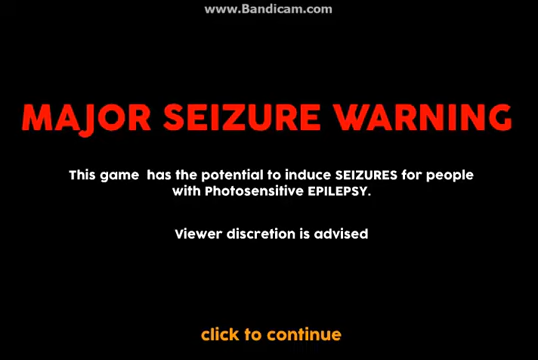 www.Bandicam.com
MAJOR SEIZURE WARNING
This game has the potential to induce SEIZURES for people
with Photosensitive EPILEPSY.
Viewer discretion is advised
click to continue